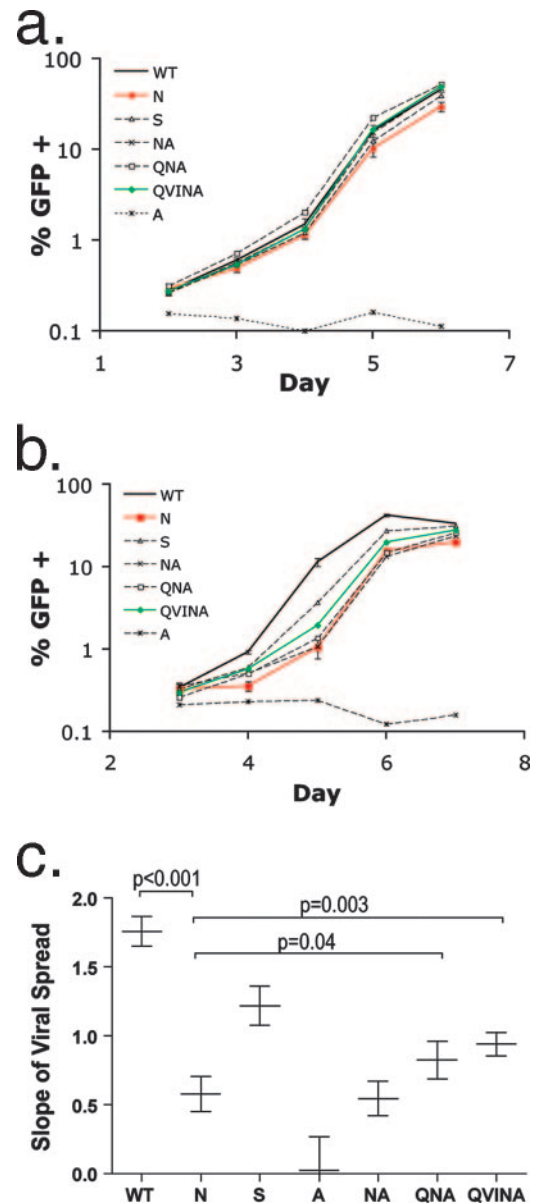 a.
100
10
1
0.1
% GFP +
WT
N
S
NA
QNA
QVINA
A
1 3 5 7
Day
b.
100
10
1
0.1
% GFP +
WT
N
S
NA
QNA
QVINA
A
2 4 6 8
Day
c.
p<0.001
p=0.003
p=0.04
2.0
1.5
1.0
0.5
0.0
Slope of Viral Spread
WT N S A NA QNA QVINA